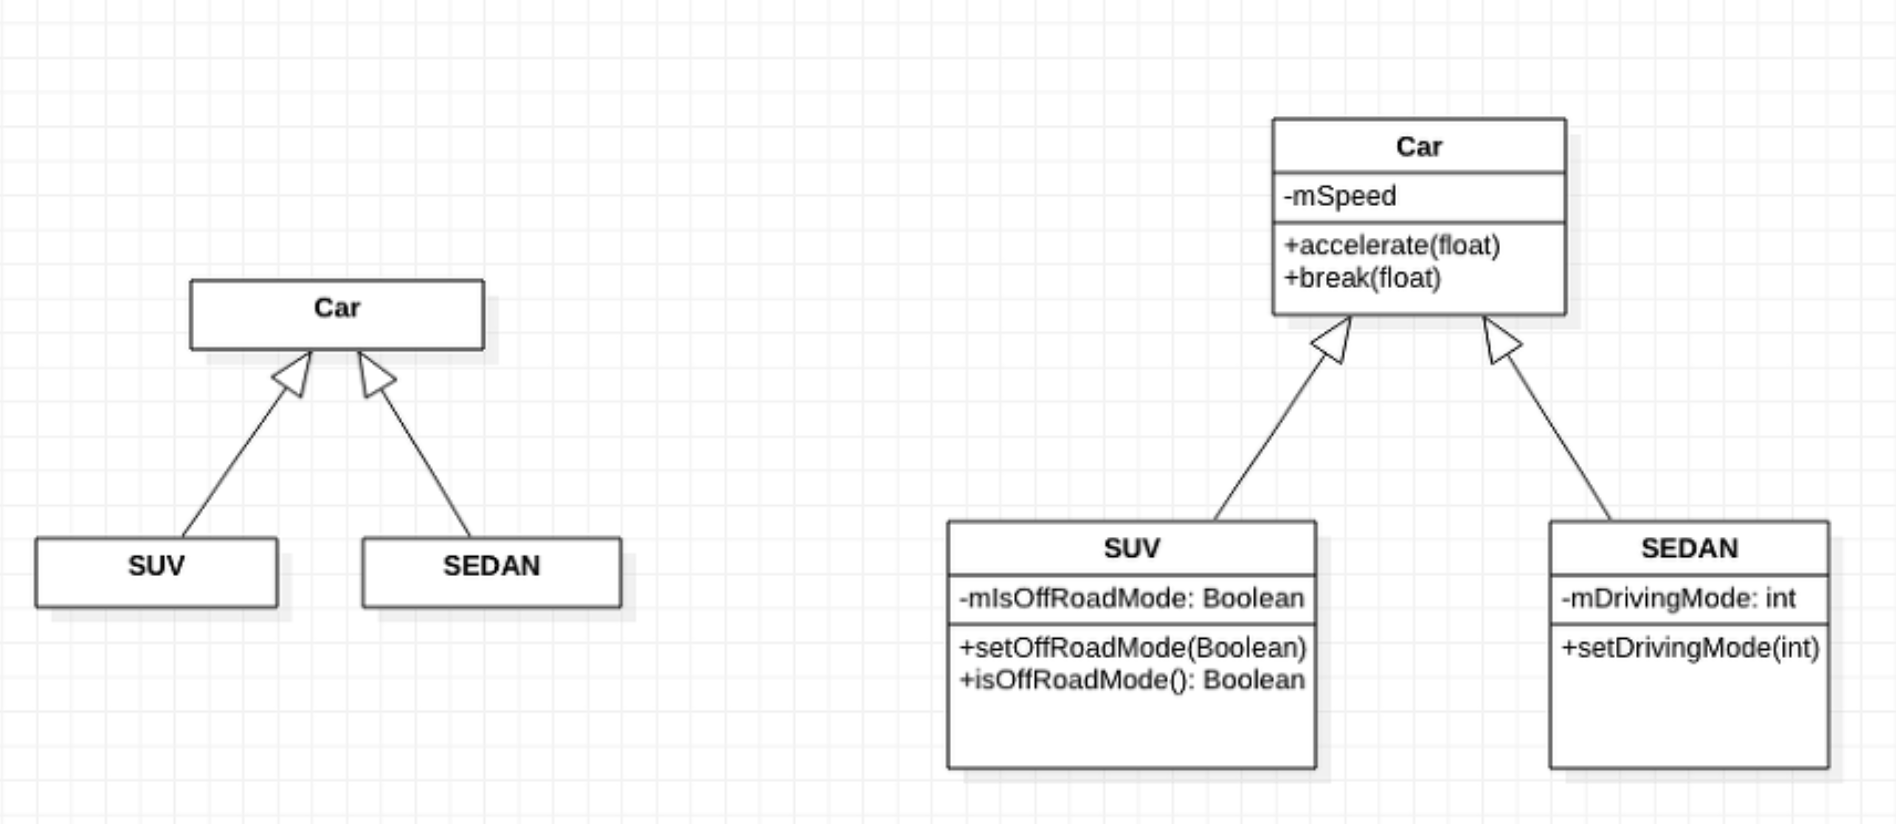 Car
SUV
SEDAN
Car
-mSpeed
+accelerate(float)
+break(float)
SUV
-mIsOffRoadMode: Boolean
+setOffRoadMode(Boolean)
+isOffRoadMode(): Boolean
SEDAN
-mDrivingMode: int
+setDrivingMode(int)